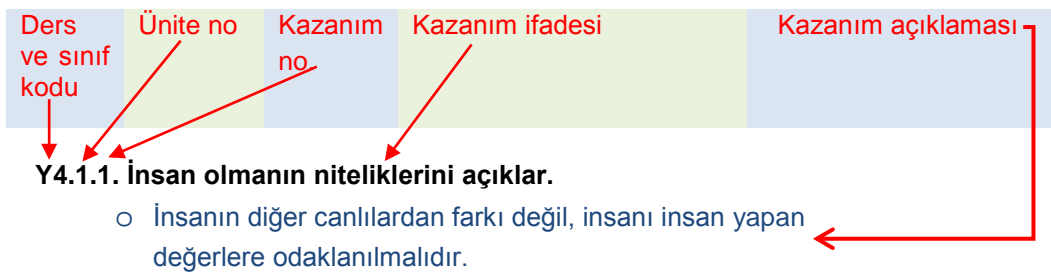 Ders ve sınıf kodu
Ünite no
Kazanım no.
Kazanım ifadesi
Kazanım açıklaması
Y4.1.1. İnsan olmanın niteliklerini açıklar.
o İnsanın diğer canlılardan farkı değil, insanı insan yapan
değerlere odaklanılmalıdır.